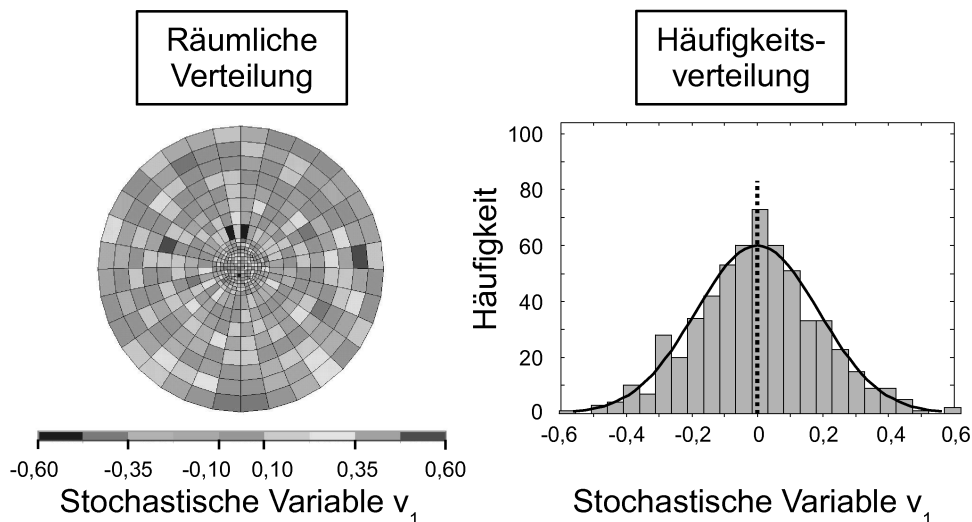 Räumliche
Verteilung
-0,60 -0,35 -0,10 0,10 0,35 0,60
Stochastische Variable v1
Häufigkeits-
verteilung
Häufigkeit
100
80
60
40
20
0
-0,6 -0,4 -0,2 0 0,2 0,4 0,6
Stochastische Variable v1